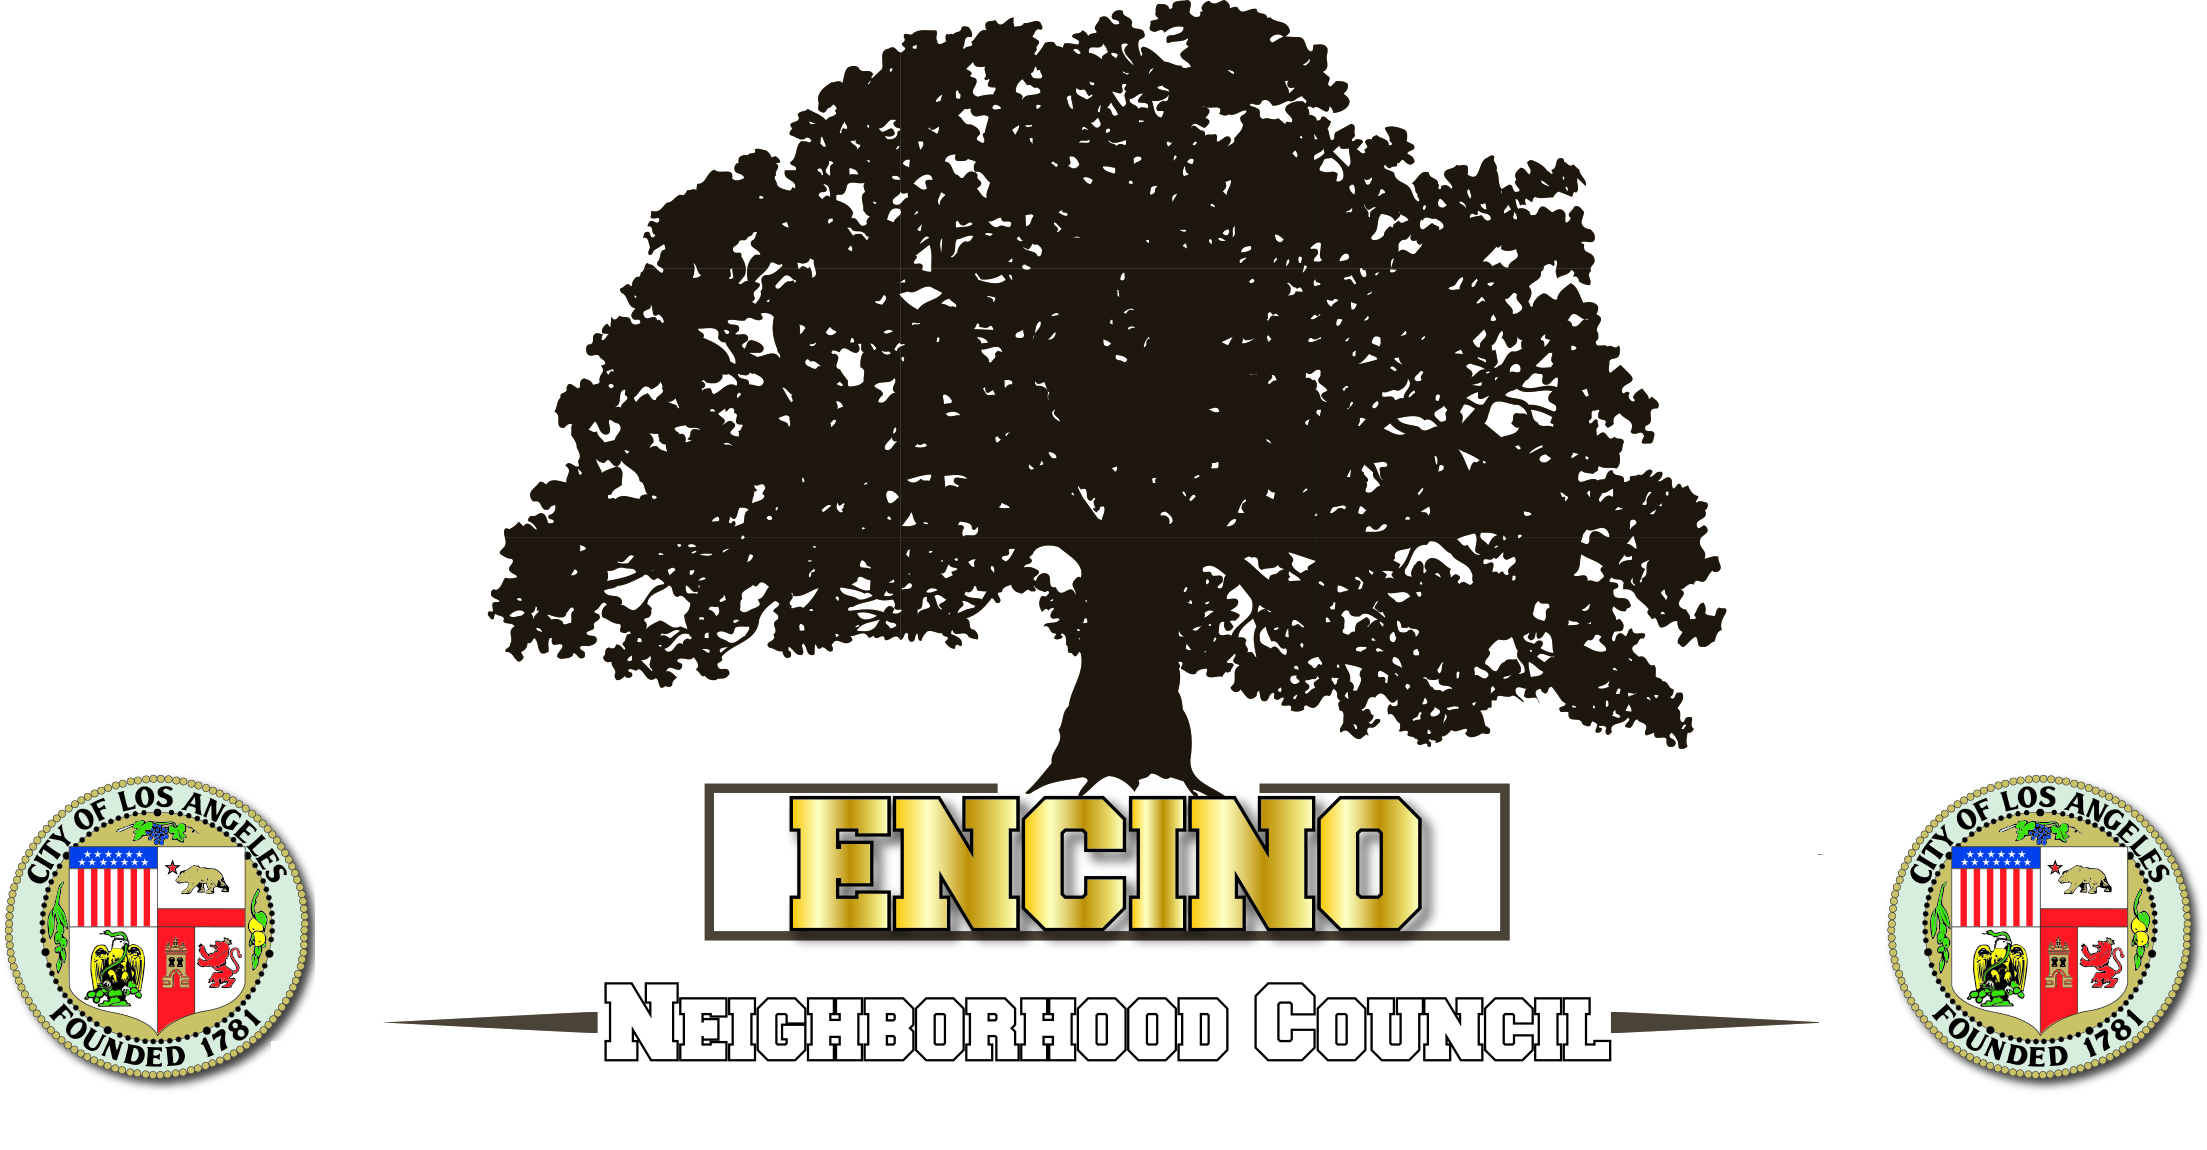 ENCINO
NEIGHBORHOOD COUNCIL
CITY OF LOS ANGELES
FOUNDED 1781
CITY OF LOS ANGELES
FOUNDED 1781